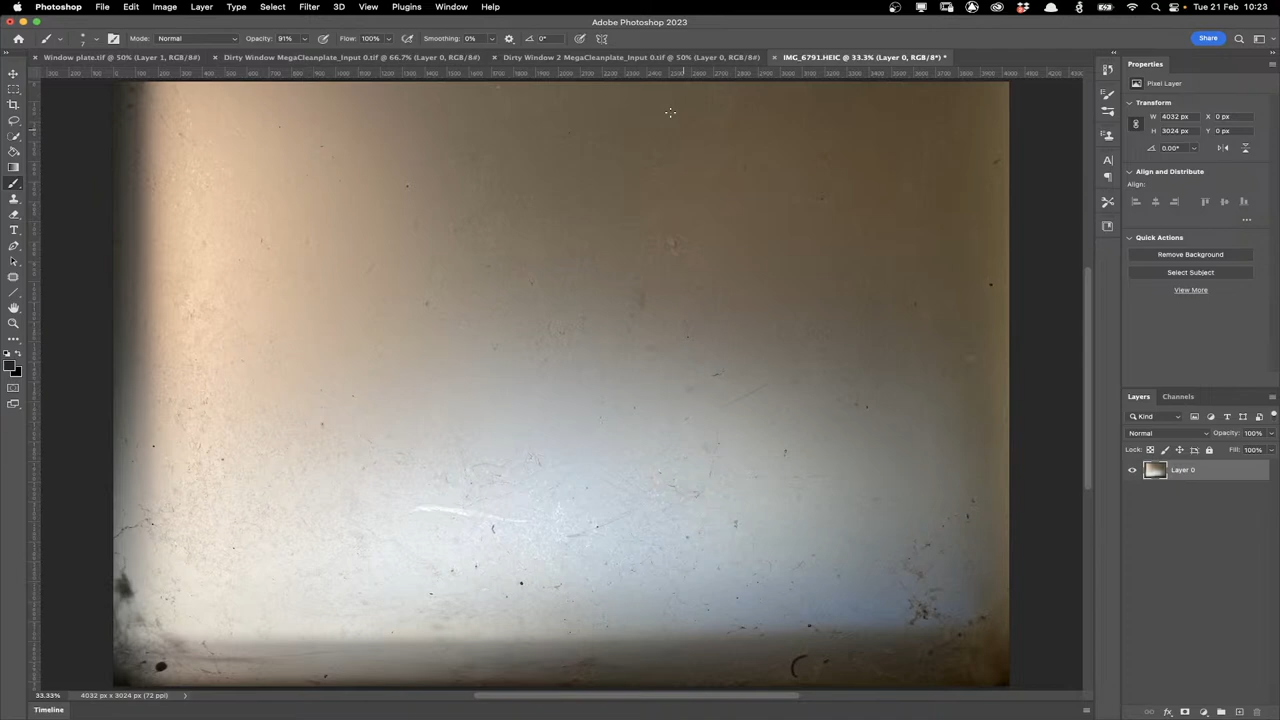 Photoshop File Edit Image Layer Type Select Filter 3D View Plugins Window Help Tue 21 Feb 10:23
Adobe Photoshop 2023
7 Mode: Normal Opacity: 91% Flow: 100% Smoothing: 0% 0° Share
Window plate.tif @ 50% (Layer 1, RGB/8#) Dirty Window MegaCleanplate_Input 0.tif @ 66.7% (Layer 0, RGB/8#) Dirty Window 2 MegaCleanplate_Input 0.tif @ 50% (Layer 0, RGB/8#) IMG_6791.HEIC @ 33.3% (Layer 0, RGB/8*) *
Properties
Pixel Layer
Transform
W 4032 px X 0 px
H 3024 px Y 0 px
0.00°
Align and Distribute
Align:
Quick Actions
Remove Background
Select Subject
View More
Layers Channels
Kind
Normal Opacity: 100%
Lock: Fill: 100%
Layer 0
33.33% 4032 px x 3024 px (72 ppi)
Timeline